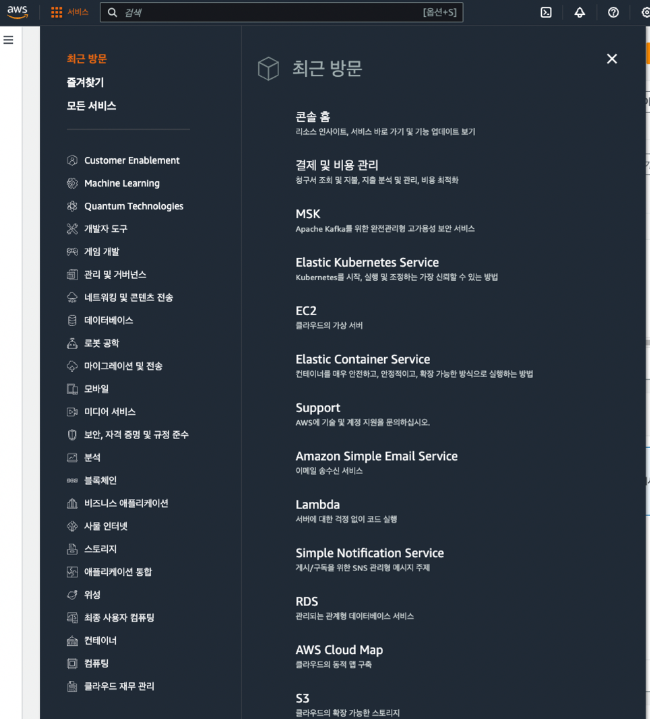 aws
서비스
검색
[옵션+S]
최근 방문
즐겨찾기
모든 서비스
Customer Enablement
Machine Learning
Quantum Technologies
개발자 도구
게임 개발
관리 및 거버넌스
네트워킹 및 콘텐츠 전송
데이터베이스
로봇 공학
마이그레이션 및 전송
모바일
미디어 서비스
보안, 자격 증명 및 규정 준수
분석
블록체인
비즈니스 애플리케이션
사물 인터넷
스토리지
애플리케이션 통합
위성
최종 사용자 컴퓨팅
컨테이너
컴퓨팅
클라우드 재무 관리
최근 방문
콘솔 홈
리소스 인사이트, 서비스 바로 가기 및 기능 업데이트 보기
결제 및 비용 관리
청구서 조회 및 지불, 지출 분석 및 관리, 비용 최적화
MSK
Apache Kafka를 위한 완전관리형 고가용성 보안 서비스
Elastic Kubernetes Service
Kubernetes를 시작, 실행 및 조정하는 가장 신뢰할 수 있는 방법
EC2
클라우드의 가상 서버
Elastic Container Service
컨테이너를 매우 안전하고, 안정적이고, 확장 가능한 방식으로 실행하는 방법
Support
AWS에 기술 및 계정 지원을 문의하십시오.
Amazon Simple Email Service
이메일 송수신 서비스
Lambda
서버에 대한 걱정 없이 코드 실행
Simple Notification Service
게시/구독을 위한 SNS 관리형 메시지 주제
RDS
관리되는 관계형 데이터베이스 서비스
AWS Cloud Map
클라우드의 동적 맵 구축
S3
클라우드의 확장 가능한 스토리지